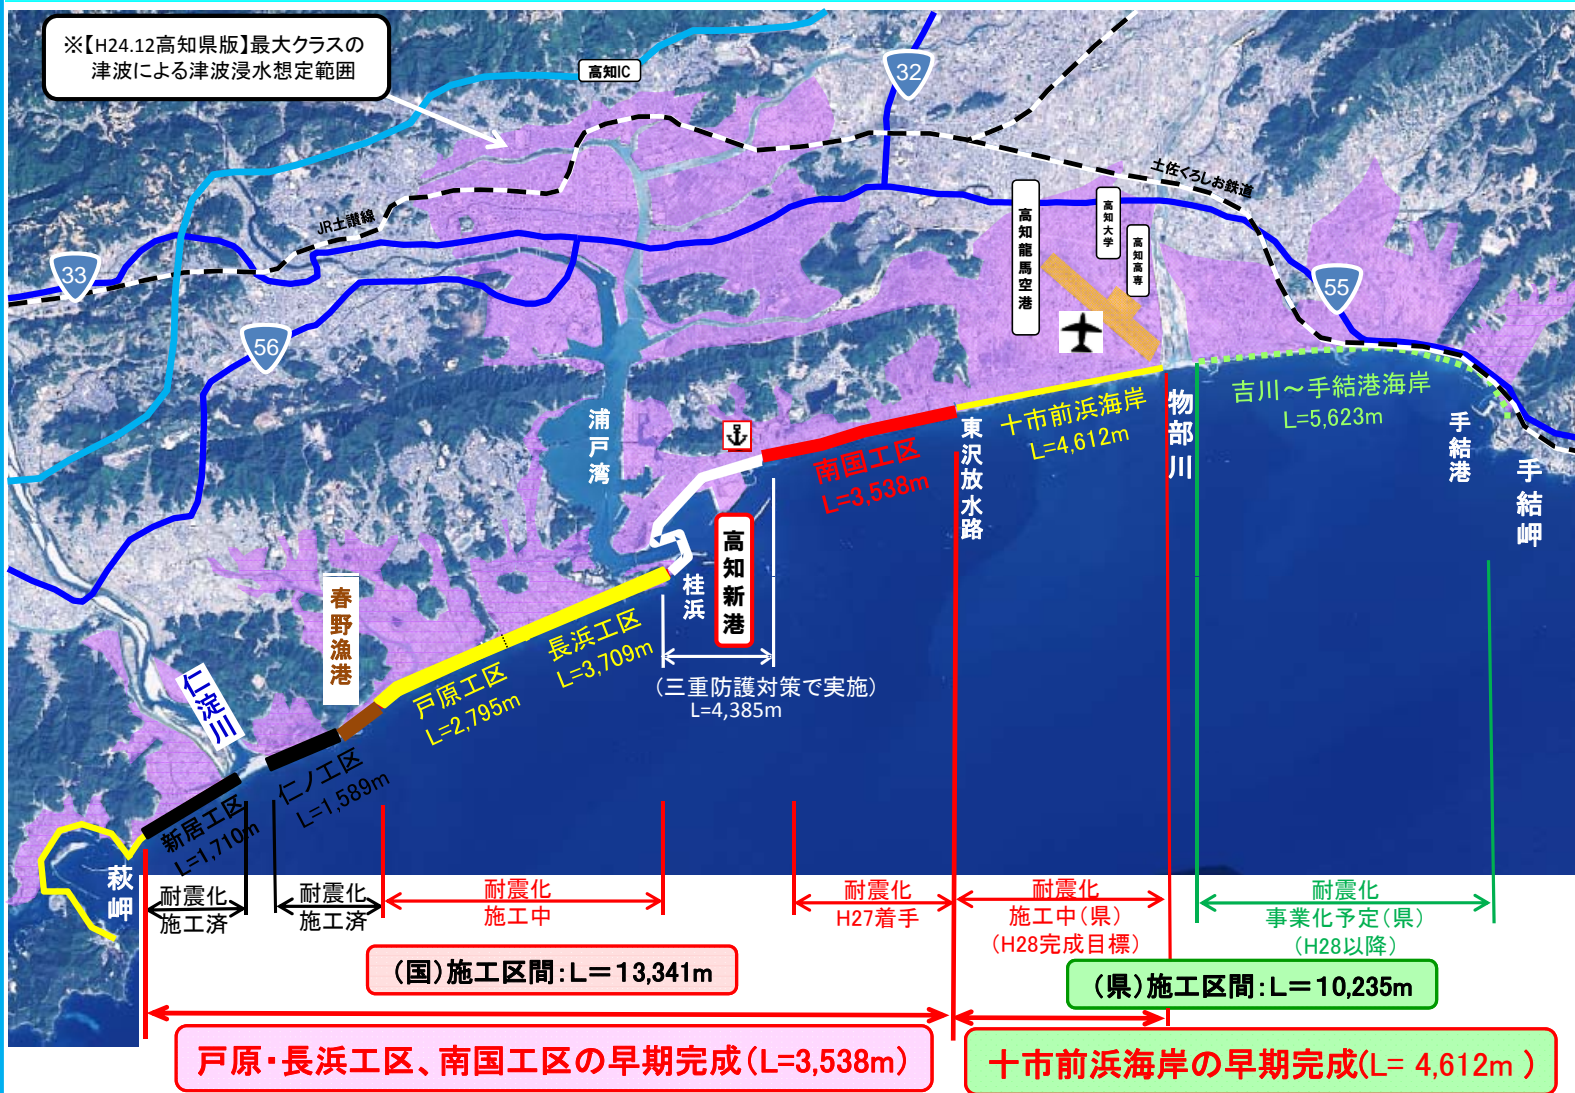 ※【H24.12高知県版】最大クラスの
津波による津波浸水想定範囲
高知IC
32
土佐くろしお鉄道
JR土讃線
高知龍馬空港
高知大学
高知高専
33
55
56
浦戸湾
東沢放水路
十市前浜海岸
L=4,612m
物部川
吉川～手結港海岸
L=5,623m
手結港
手結岬
南国工区
L=3,538m
高知新港
桂浜
春野漁港
長浜工区
L=3,709m
戸原工区
L=2,795m
(三重防護対策で実施)
L=4,385m
仁淀川
仁ノ工区
L=1,589m
新居工区
L=1,710m
萩岬
耐震化
施工済
耐震化
施工済
耐震化
施工中
耐震化
H27着手
耐震化
施工中(県)
(H28完成目標)
耐震化
事業化予定(県)
(H28以降)
(国)施工区間:L=13,341m
(県)施工区間:L=10,235m
戸原・長浜工区、南国工区の早期完成(L=3,538m)
十市前浜海岸の早期完成(L= 4,612m )